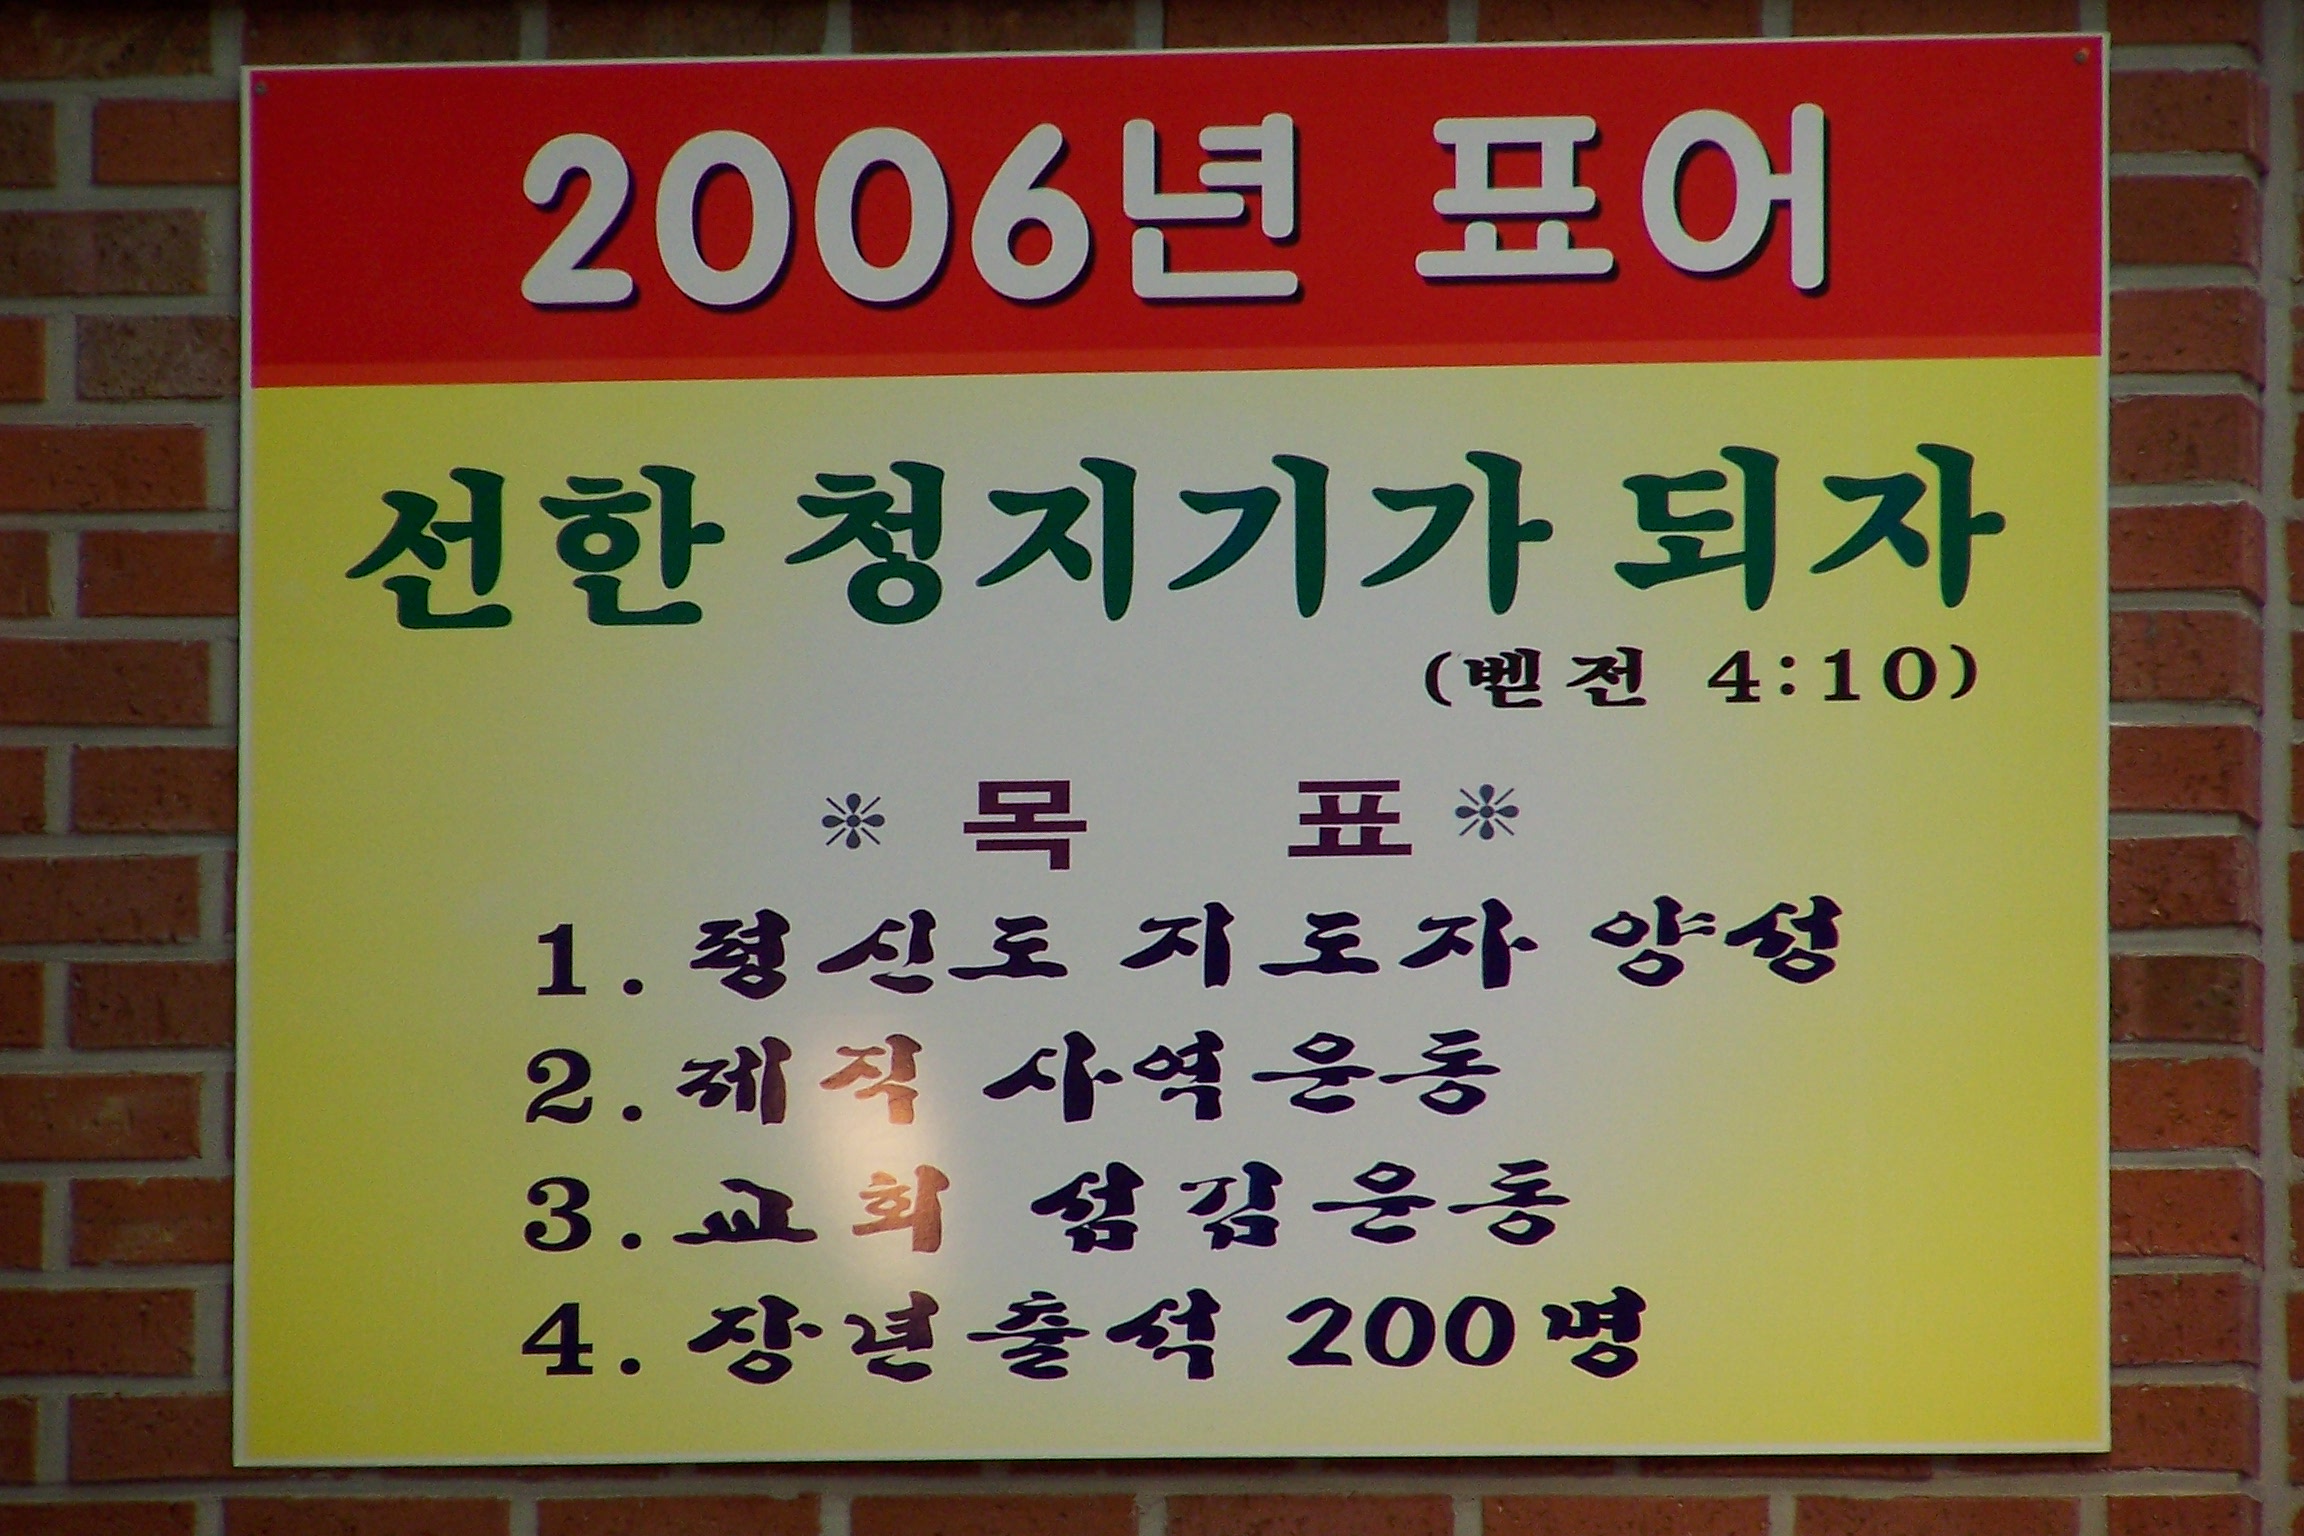 2006년 표어
선한 청지기가 되자
(벧전 4:10)
※ 목 표 ※
1. 평신도 지도자 양성
2. 제직 사역운동
3. 교회 섬김운동
4. 장년출석 200명